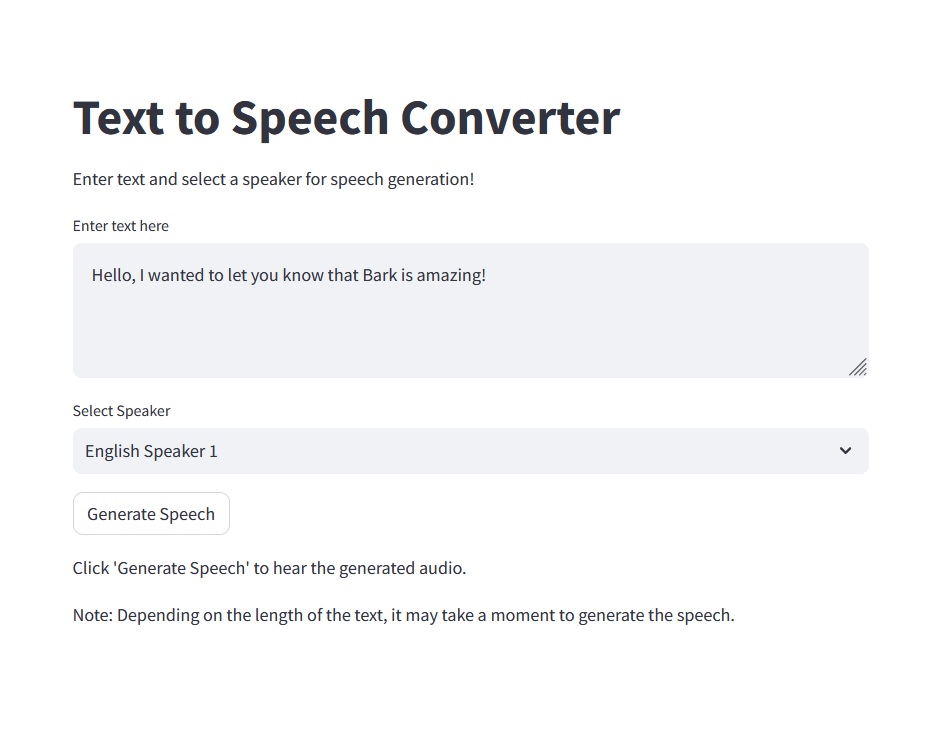 Text to Speech Converter
Enter text and select a speaker for speech generation!
Enter text here
Hello, I wanted to let you know that Bark is amazing!
Select Speaker
English Speaker 1
Generate Speech
Click 'Generate Speech' to hear the generated audio.
Note: Depending on the length of the text, it may take a moment to generate the speech.